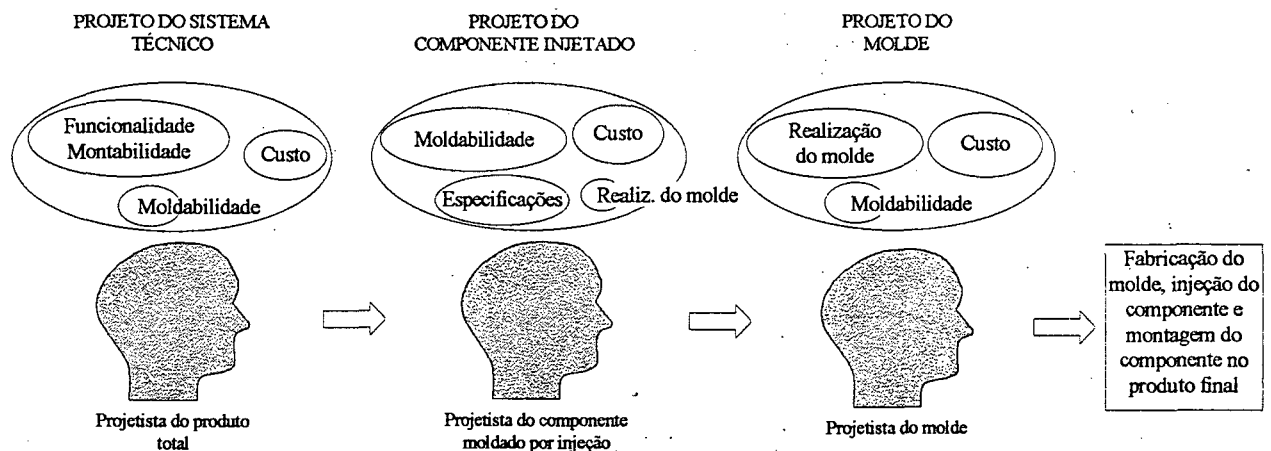 PROJETO DO SISTEMA
TÉCNICO
PROJETO DO
COMPONENTE INJETADO
PROJETO DO
MOLDE
Funcionalidade
Montabilidade
Custo
Moldabilidade
Moldabilidade
Custo
Especificações
Realiz. do molde
Realização
do molde
Custo
Moldabilidade
Projetista do produto
total
Projetista do componente
moldado por injeção
Projetista do molde
Fabricação do
molde, injeção do
componente e
montagem do
componente no
produto final